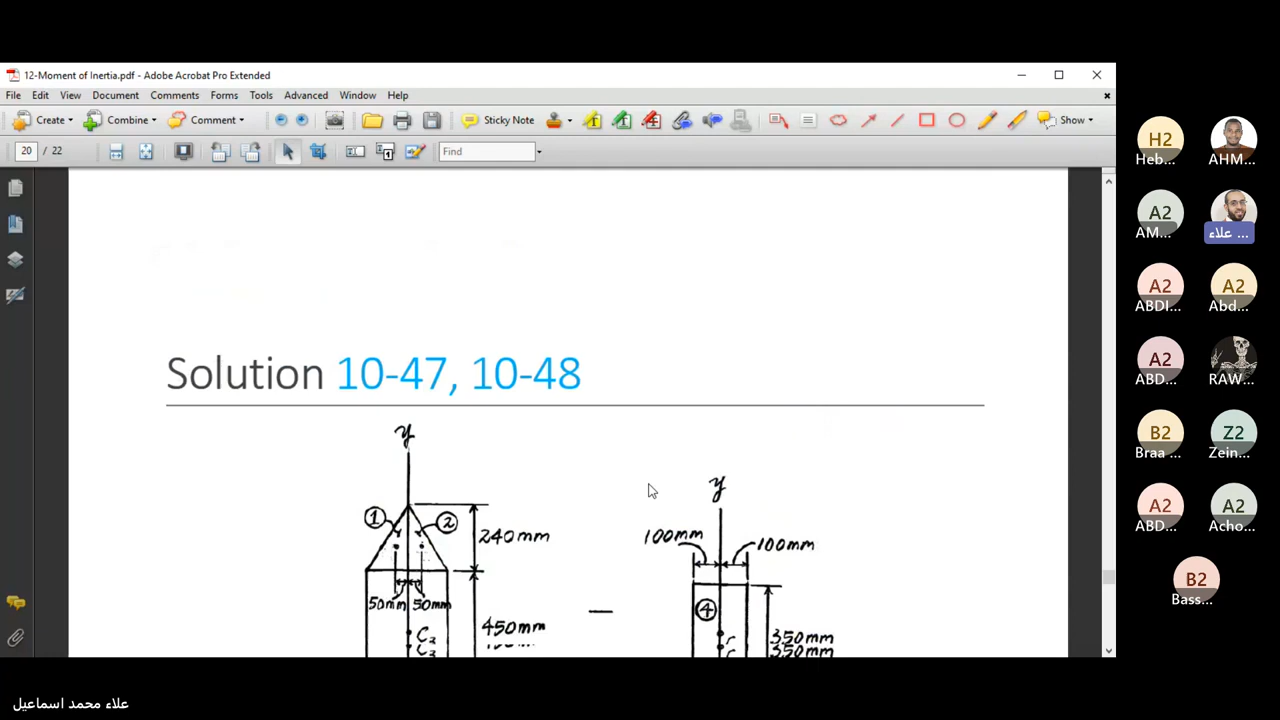 12-Moment of Inertia.pdf - Adobe Acrobat Pro Extended
File Edit View Document Comments Forms Tools Advanced Window Help
Create Combine Comment Sticky Note Show
20 / 22 Find
Solution 10-47, 10-48
y
1 2
240mm
50mm 50mm
450mm
y
100mm 100mm
4
350mm
350mm
H2
Heb...
AHM...
A2
AM...
علاء ...
A2
ABDI...
A2
Abd...
A2
ABD...
RAW...
B2
Braa ...
Z2
Zein...
A2
ABD...
A2
Acho...
B2
Bass...
علاء محمد اسماعيل